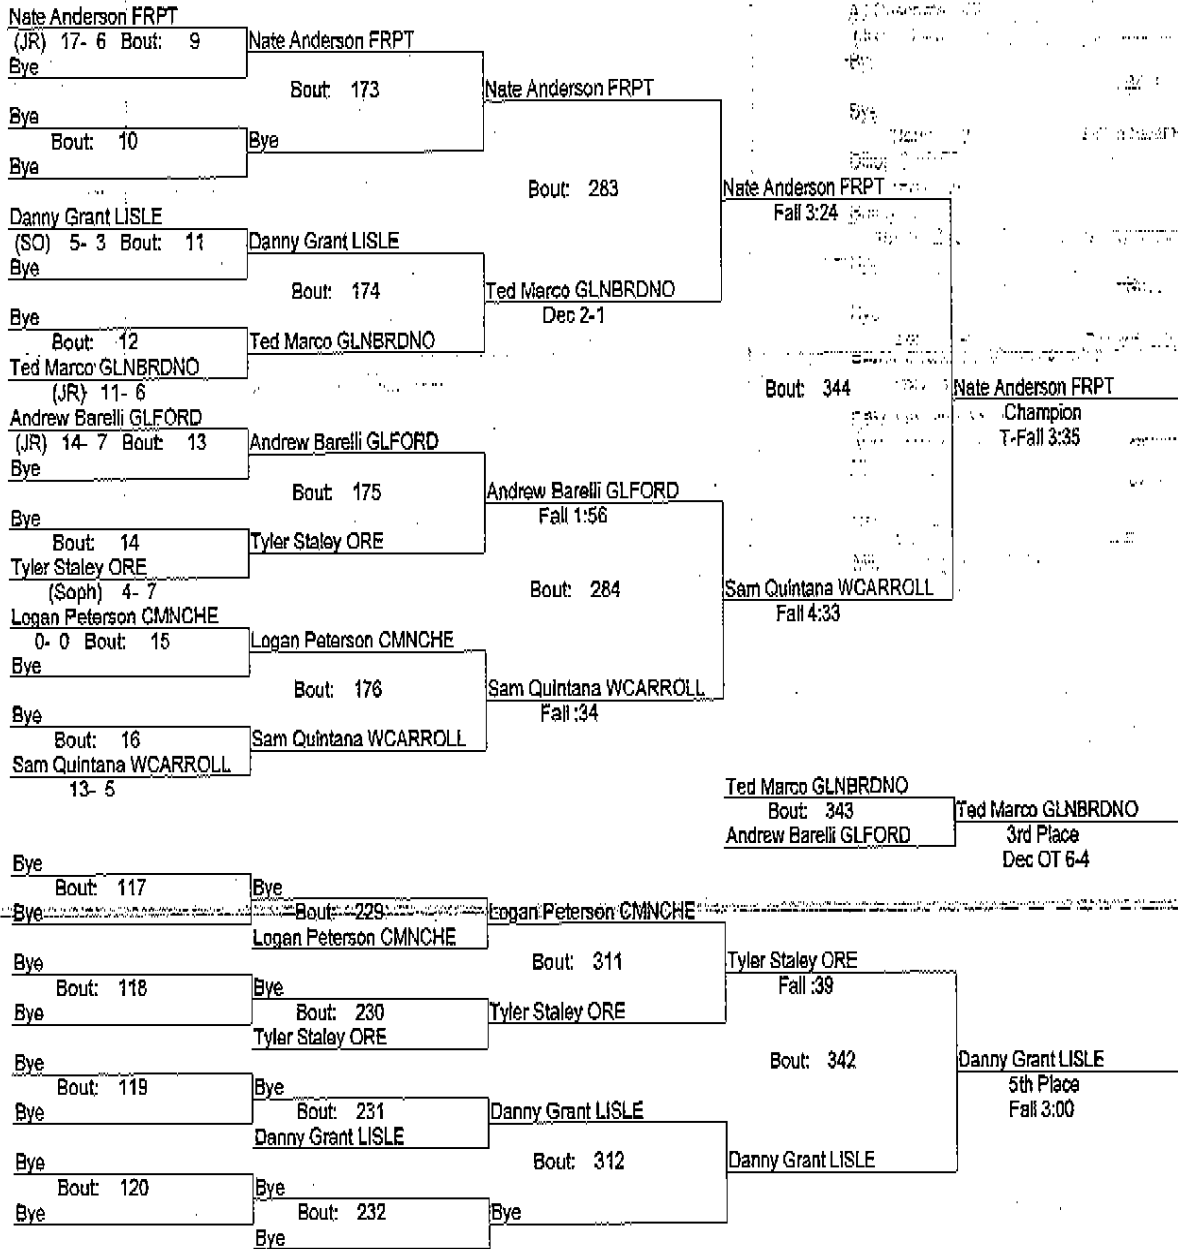 Nate Anderson FRPT
(JR) 17- 6 Bout: 9
Bye
Bye
Bout: 10
Bye
Danny Grant LISLE
(SO) 5- 3 Bout: 11
Bye
Bye
Bout: 12
Ted Marco GLNBRDNO
(JR) 11- 6
Andrew Barelli GLFORD
(JR) 14- 7 Bout: 13
Bye
Bye
Bout: 14
Tyler Staley ORE
(Soph) 4- 7
Logan Peterson CMNCHE
0- 0 Bout: 15
Bye
Bye
Bout: 16
Sam Quintana WCARROLL
13- 5
Nate Anderson FRPT
Bout: 173
Bye
Danny Grant LISLE
Bout: 174
Ted Marco GLNBRDNO
Andrew Barelli GLFORD
Bout: 175
Tyler Staley ORE
Logan Peterson CMNCHE
Bout: 176
Sam Quintana WCARROLL
Nate Anderson FRPT
Bout: 283
Ted Marco GLNBRDNO
Dec 2-1
Andrew Barelli GLFORD
Fall 1:56
Bout: 284
Sam Quintana WCARROLL
Fall :34
Nate Anderson FRPT
Fall 3:24
Bout: 344
Sam Quintana WCARROLL
Fall 4:33
Nate Anderson FRPT
Champion
T-Fall 3:35
Ted Marco GLNBRDNO
Bout: 343
Andrew Barelli GLFORD
Ted Marco GLNBRDNO
3rd Place
Dec OT 6-4
Bye
Bout: 117
Bye
Bye
Bout: 118
Bye
Bye
Bout: 119
Bye
Bye
Bout: 120
Bye
Bye
Bout: 229
Logan Peterson CMNCHE
Bye
Bout: 230
Tyler Staley ORE
Bye
Bout: 231
Danny Grant LISLE
Bye
Bout: 232
Bye
Logan Peterson CMNCHE
Bout: 311
Tyler Staley ORE
Danny Grant LISLE
Bout: 312
Bye
Tyler Staley ORE
Fall :39
Bout: 342
Danny Grant LISLE
Danny Grant LISLE
5th Place
Fall 3:00